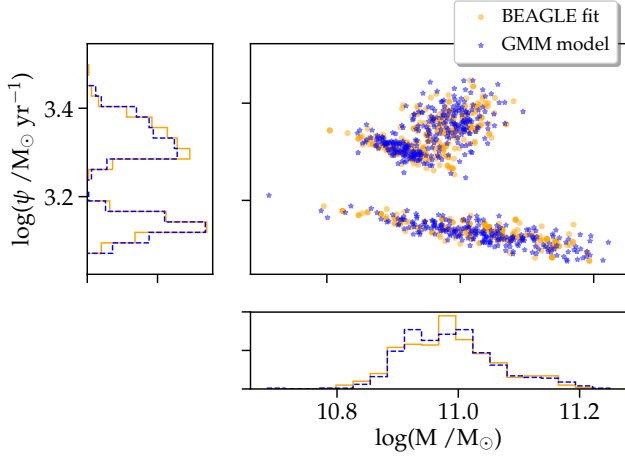 BEAGLE fit
GMM model
log(ψ /M⊙ yr⁻¹)
3.4
3.2
10.8
11.0
11.2
log(M /M⊙)